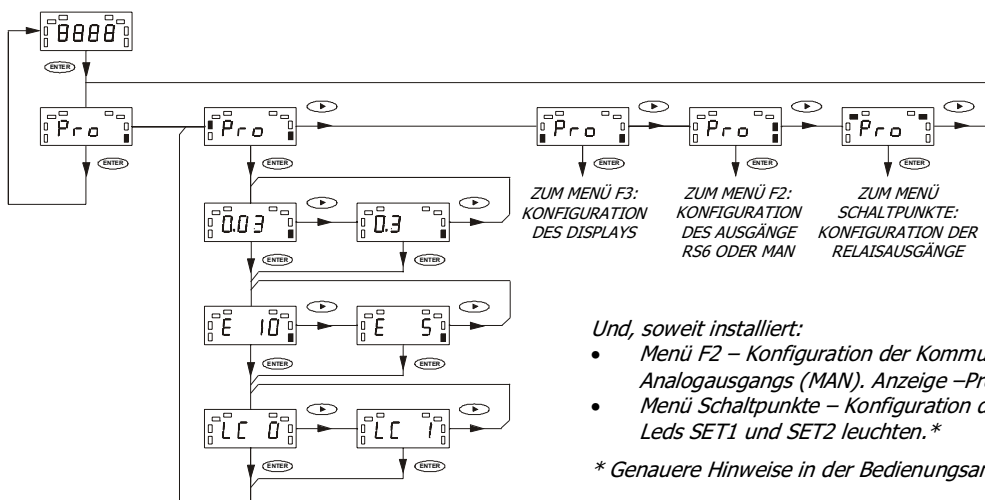 8888
ENTER
Pro
ENTER
Pro
ENTER
Pro
ENTER
ZUM MENÜ F3:
KONFIGURATION
DES DISPLAYS
Pro
ENTER
ZUM MENÜ F2:
KONFIGURATION
DES AUSGÄNGE
RS6 ODER MAN
Pro
ENTER
ZUM MENÜ
SCHALTPUNKTE:
KONFIGURATION DER
RELAISAUSGÄNGE
0.03
0.3
ENTER
ENTER
E 10
E 5
ENTER
ENTER
LC 0
LC 1
ENTER
ENTER
Und, soweit installiert:
• Menü F2 – Konfiguration der Kommu
Analogausgangs (MAN). Anzeige –Pr
• Menü Schaltpunkte – Konfiguration d
Leds SET1 und SET2 leuchten.*
* Genauere Hinweise in der Bedienungsan